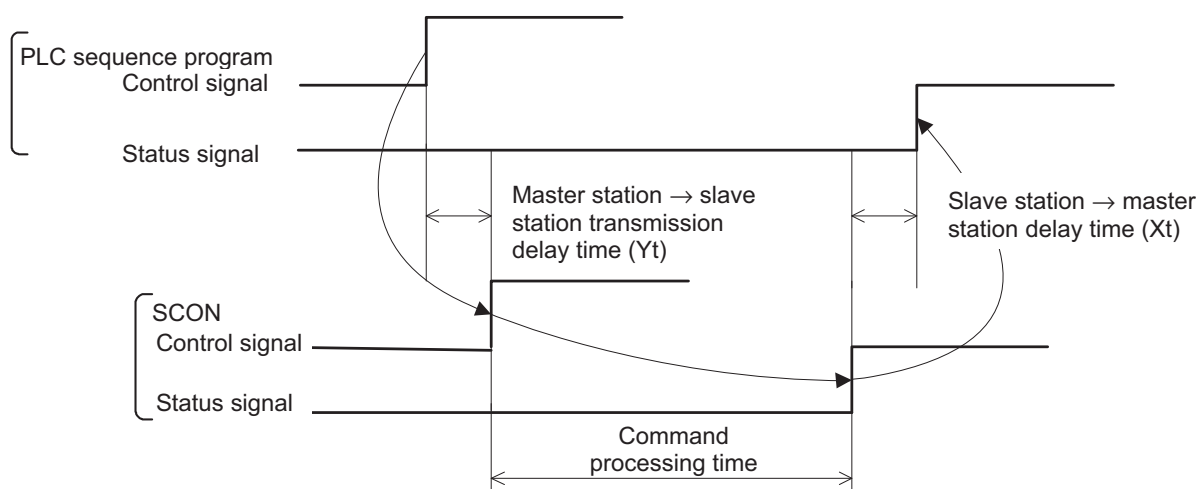 PLC sequence program
Control signal
Status signal
Master station → slave
station transmission
delay time (Yt)
Slave station → master
station delay time (Xt)
SCON
Control signal
Status signal
Command
processing time